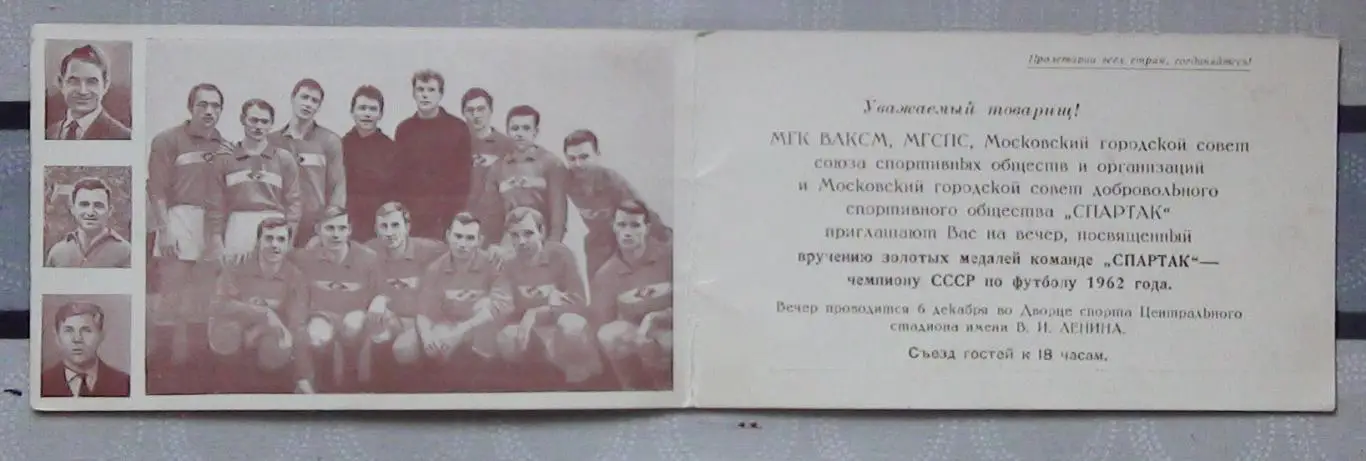 Пролетарии всех стран, соединяйтесь!
Уважаемый товарищ!
МГК ВЛКСМ, МГСПС, Московский городской совет
союза спортивных обществ и организаций
и Московский городской совет добровольного
спортивного общества „СПАРТАК“
приглашают Вас на вечер, посвященный
вручению золотых медалей команде „СПАРТАК“—
чемпиону СССР по футболу 1962 года.
Вечер проводится 6 декабря во Дворце спорта Центрального
стадиона имени В. И. ЛЕНИНА.
Съезд гостей к 18 часам.